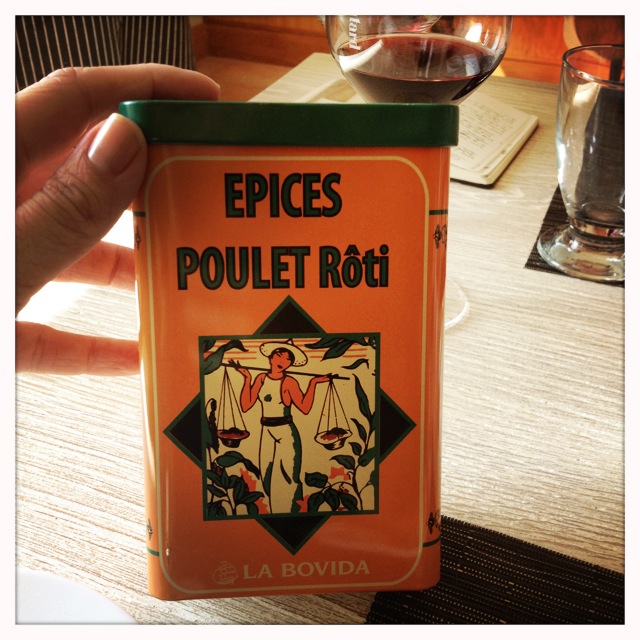 EPICES
POULET Rôti
LA BOVIDA